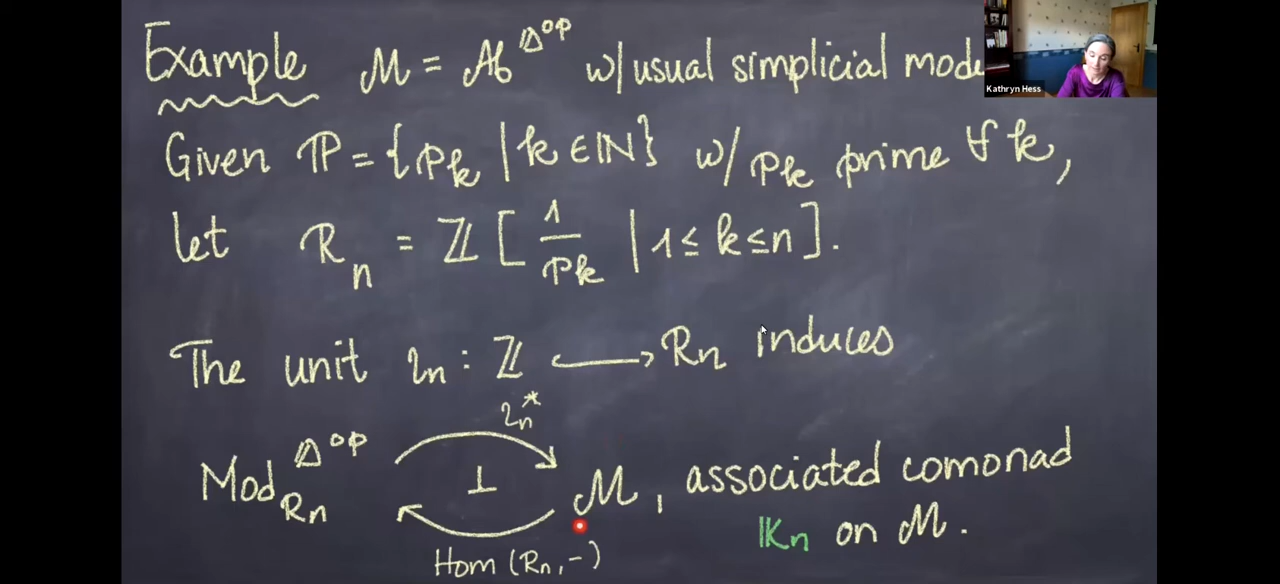 Example M = Ab^Δ^op w/ usual simplicial mode
Kathryn Hess
Given ℙ = {p_k | k ∈ ℕ} w/ p_k prime ∀ k,
let R_n = ℤ[1/p_k | 1 ≤ k ≤ n].
The unit η_n : ℤ ⟶ R_n induces
η_n^*
Mod_{R_n}^{Δ^op} ⊥ M, associated comonad
𝕂_n on M.
Hom (R_n, -)